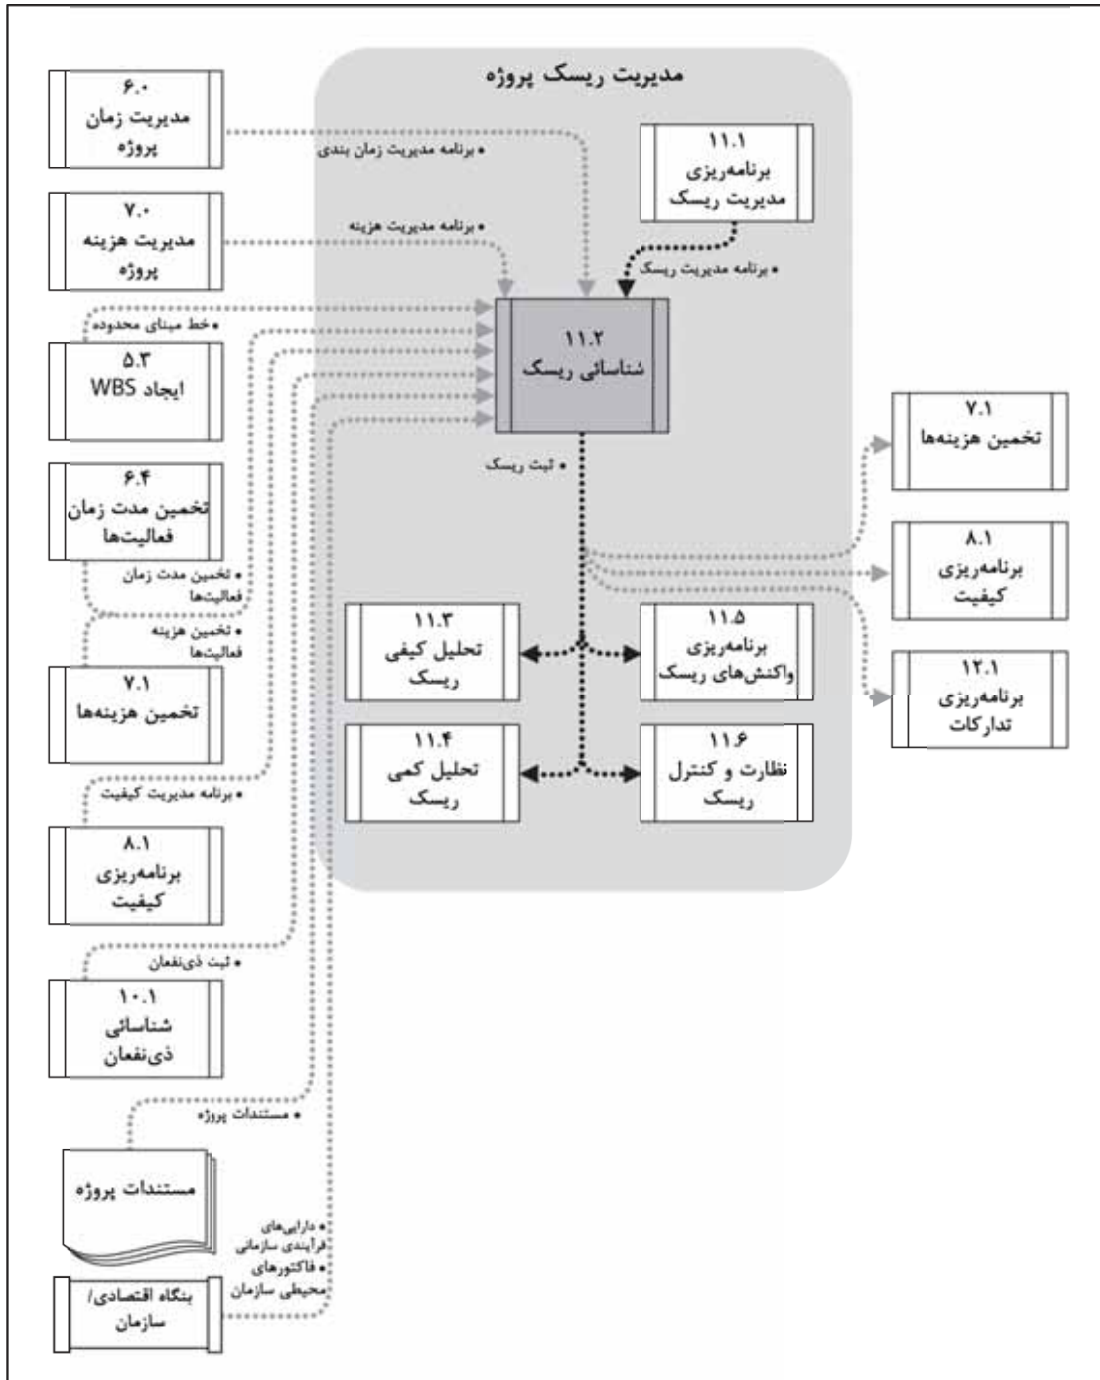 مدیریت ریسک پروژه
۶.۰
مدیریت زمان
پروژه
• برنامه مدیریت زمان بندی
۱۱.۱
برنامه‌ریزی
مدیریت ریسک
• برنامه مدیریت ریسک
۷.۰
مدیریت هزینه
پروژه
• برنامه مدیریت هزینه
• خط مبنای محدوده
۵.۳
ایجاد WBS
۱۱.۲
شناسائی ریسک
• ثبت ریسک
۶.۴
تخمین مدت زمان
فعالیت‌ها
• تخمین مدت زمان
فعالیت‌ها
• تخمین هزینه
فعالیت‌ها
۷.۱
تخمین هزینه‌ها
• برنامه مدیریت کیفیت
۸.۱
برنامه‌ریزی
کیفیت
• ثبت ذی‌نفعان
۱۰.۱
شناسائی
ذی‌نفعان
• مستندات پروژه
مستندات پروژه
• دارایی‌های
فرآیندی سازمانی
• فاکتورهای
محیطی سازمان
بنگاه اقتصادی/
سازمان
۱۱.۳
تحلیل کیفی
ریسک
۱۱.۵
برنامه‌ریزی
واکنش‌های ریسک
۱۱.۴
تحلیل کمی
ریسک
۱۱.۶
نظارت و کنترل
ریسک
۷.۱
تخمین هزینه‌ها
۸.۱
برنامه‌ریزی
کیفیت
۱۲.۱
برنامه‌ریزی
تدارکات